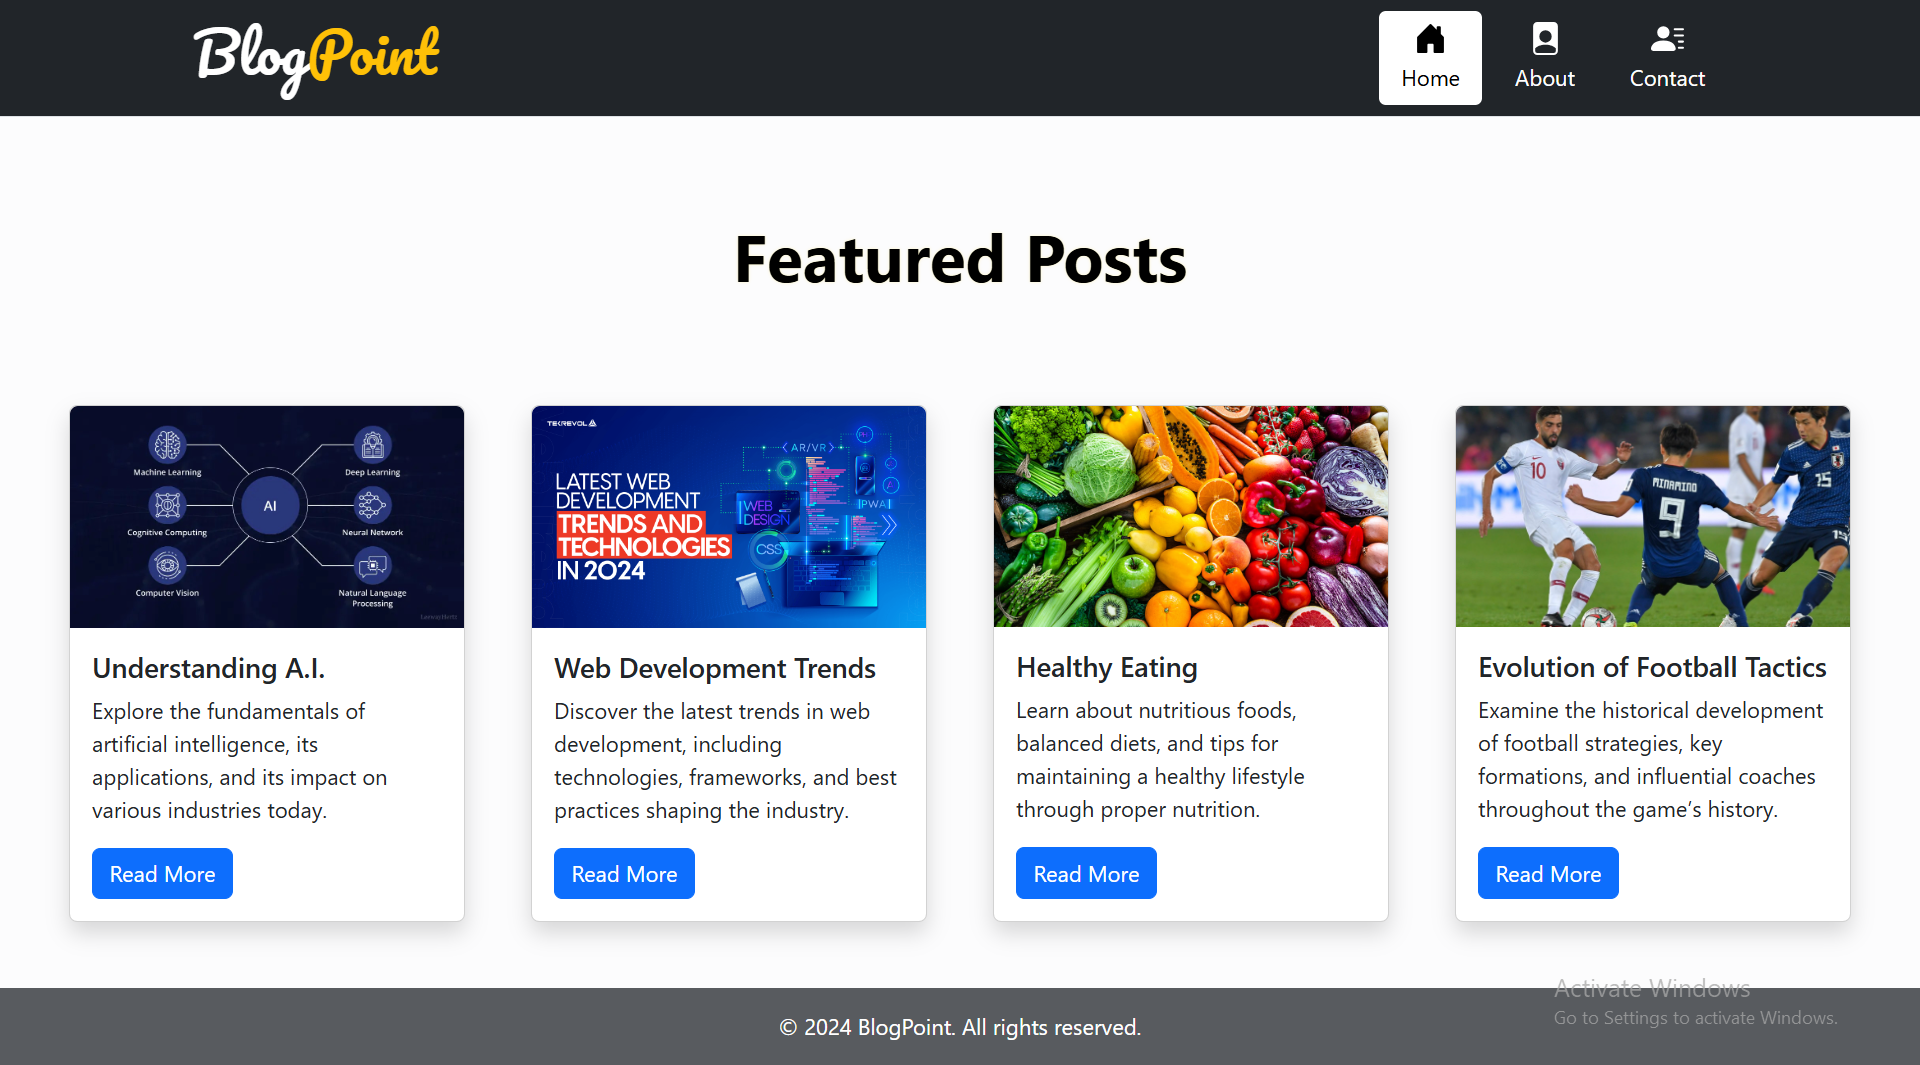 BlogPoint
Home
About
Contact
Featured Posts
Machine Learning
Deep Learning
AI
Cognitive Computing
Neural Network
Computer Vision
Natural Language
Processing
TEKREVOL
AR/VR
PH
LATEST WEB
DEVELOPMENT
TRENDS AND
TECHNOLOGIES
IN 2024
WEB
DESIGN
PWA
CSS
10
MINAMINO
9
15
Understanding A.I.
Explore the fundamentals of
artificial intelligence, its
applications, and its impact on
various industries today.
Read More
Web Development Trends
Discover the latest trends in web
development, including
technologies, frameworks, and best
practices shaping the industry.
Read More
Healthy Eating
Learn about nutritious foods,
balanced diets, and tips for
maintaining a healthy lifestyle
through proper nutrition.
Read More
Evolution of Football Tactics
Examine the historical development
of football strategies, key
formations, and influential coaches
throughout the game’s history.
Read More
Activate Windows
Go to Settings to activate Windows.
© 2024 BlogPoint. All rights reserved.